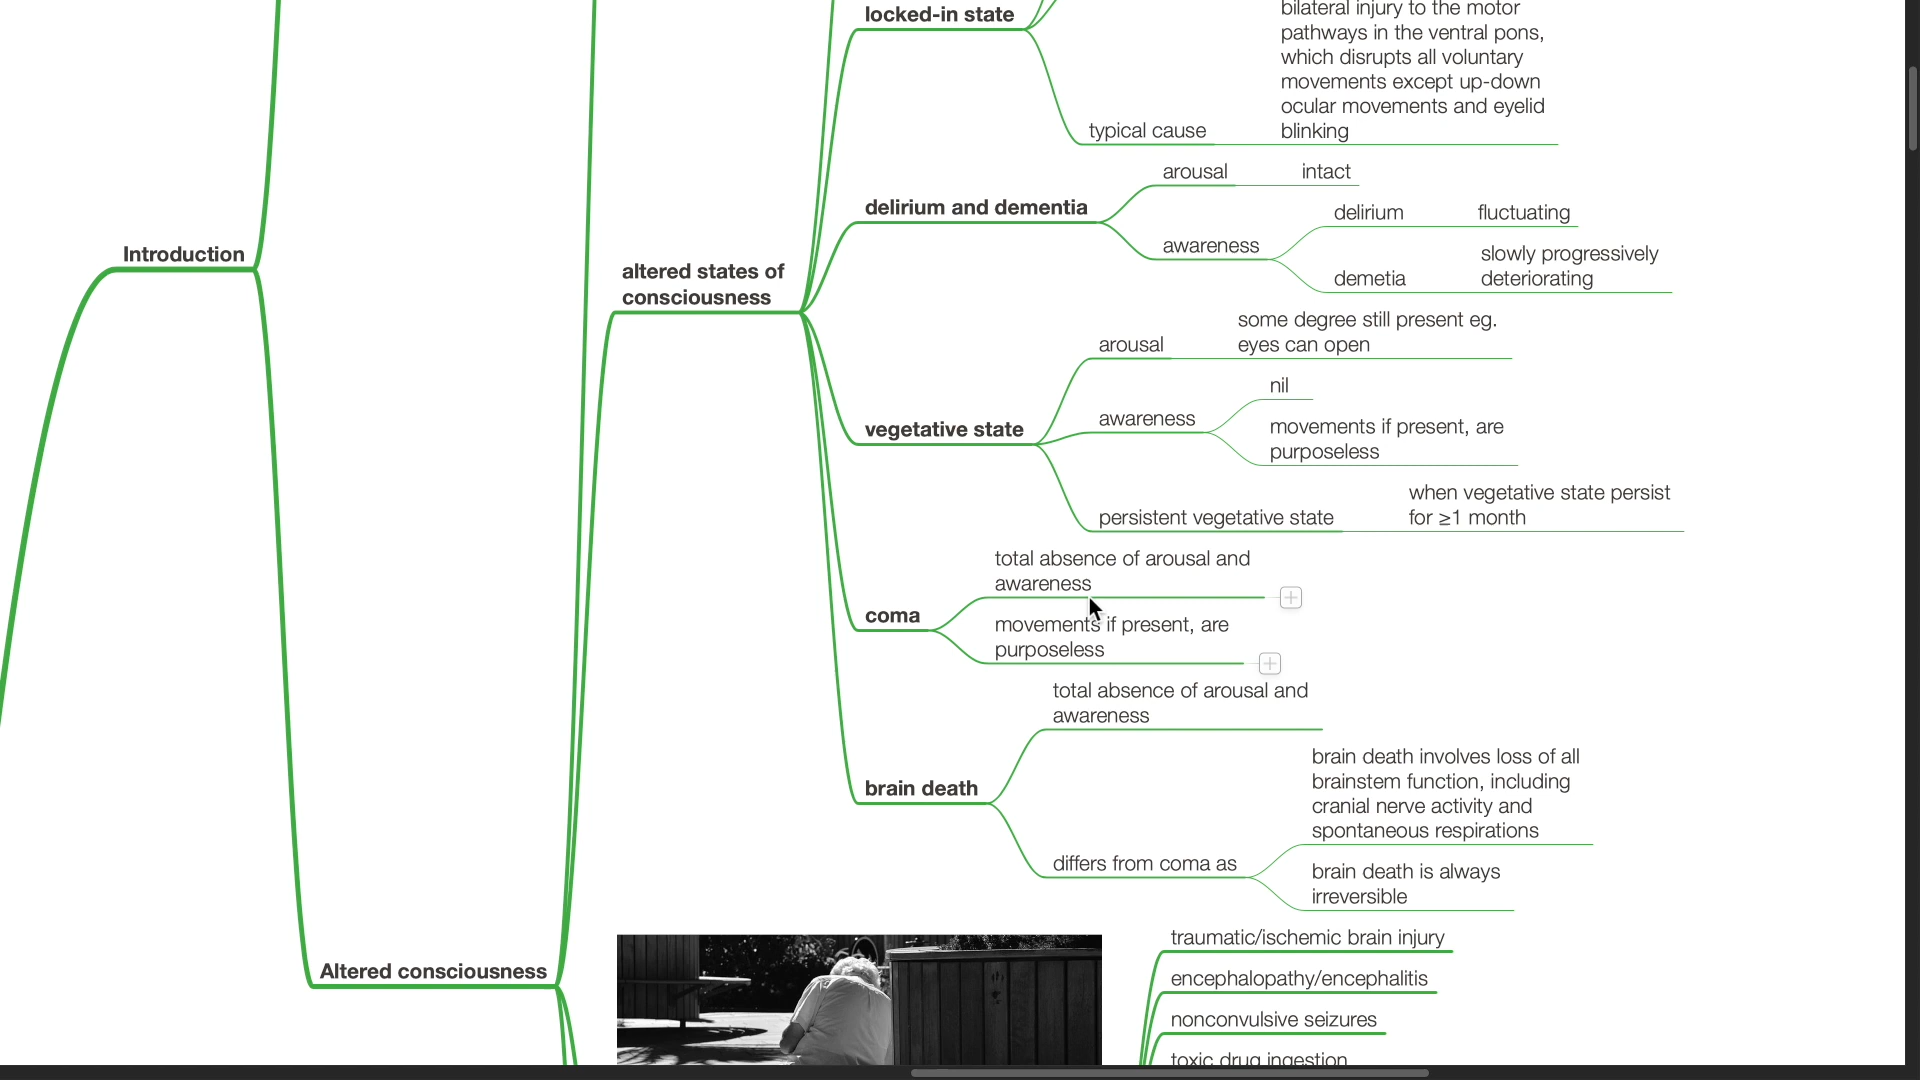 locked-in state
bilateral injury to the motor
pathways in the ventral pons,
which disrupts all voluntary
movements except up-down
ocular movements and eyelid
blinking
typical cause
delirium and dementia
arousal
intact
awareness
delirium
fluctuating
demetia
slowly progressively
deteriorating
Introduction
altered states of
consciousness
vegetative state
arousal
some degree still present eg.
eyes can open
awareness
nil
movements if present, are
purposeless
persistent vegetative state
when vegetative state persist
for ≥1 month
coma
total absence of arousal and
awareness
movements if present, are
purposeless
brain death
total absence of arousal and
awareness
differs from coma as
brain death involves loss of all
brainstem function, including
cranial nerve activity and
spontaneous respirations
brain death is always
irreversible
Altered consciousness
traumatic/ischemic brain injury
encephalopathy/encephalitis
nonconvulsive seizures
toxic drug ingestion